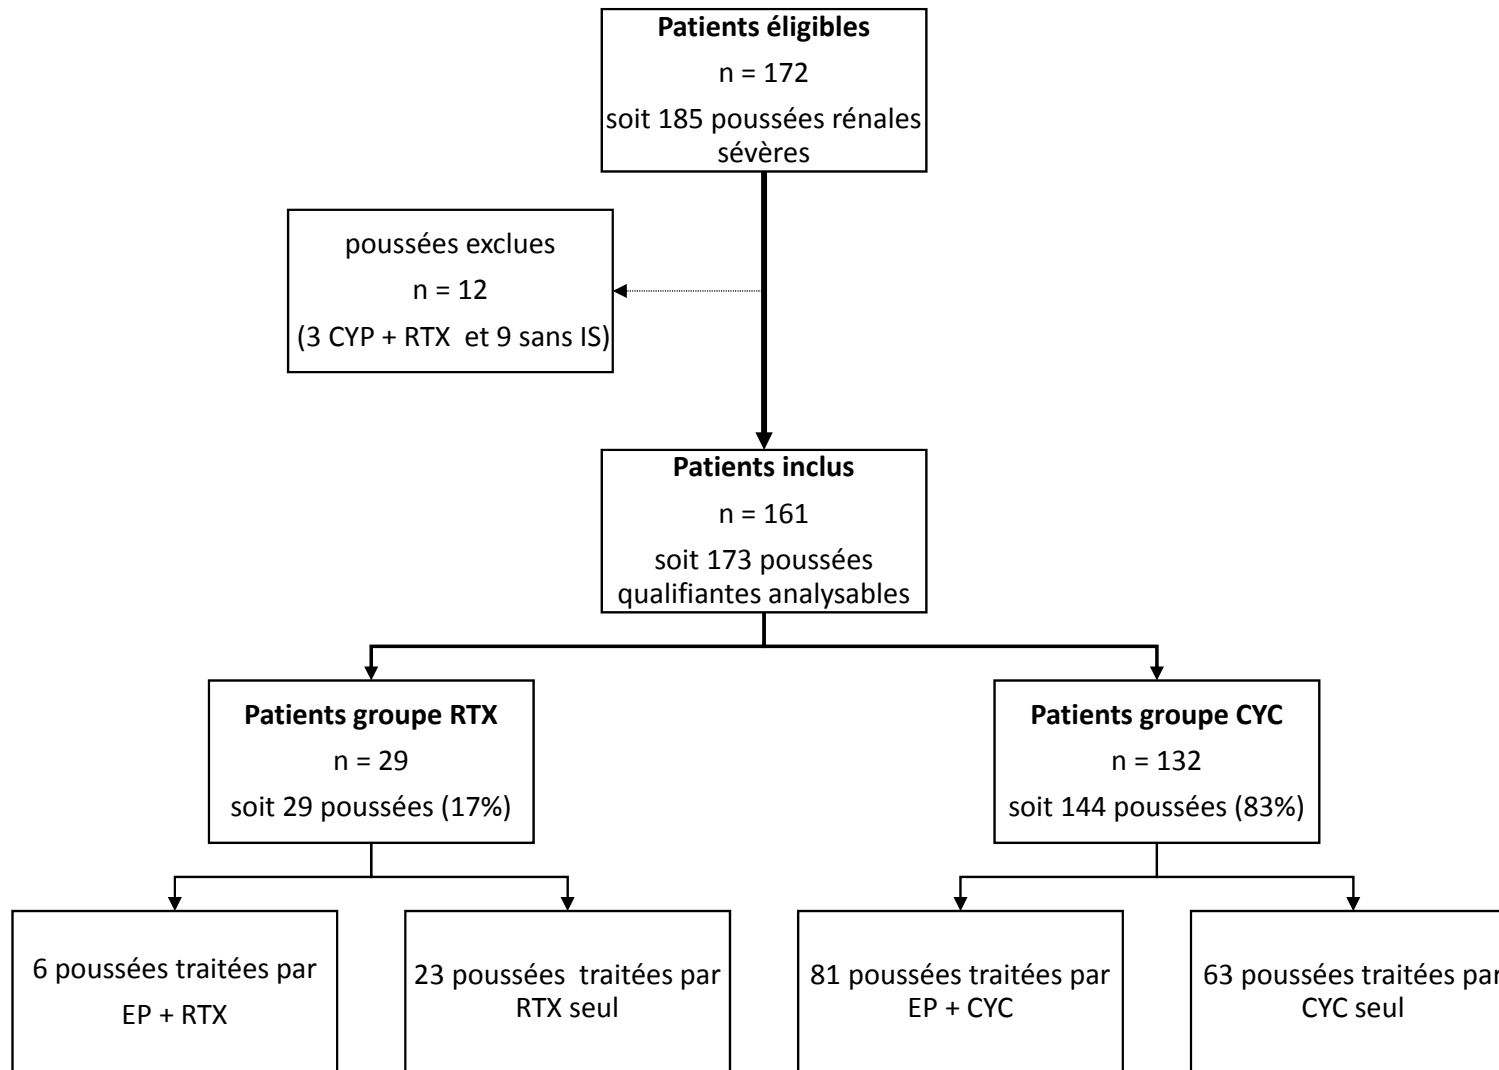 Patients éligibles
n = 172
soit 185 poussées rénales
sévères
poussées exclues
n = 12
(3 CYP + RTX et 9 sans IS)
Patients inclus
n = 161
soit 173 poussées
qualifiantes analysables
Patients groupe RTX
n = 29
soit 29 poussées (17%)
Patients groupe CYC
n = 132
soit 144 poussées (83%)
6 poussées traitées par
EP + RTX
23 poussées traitées par
RTX seul
81 poussées traitées par
EP + CYC
63 poussées traitées par
CYC seul